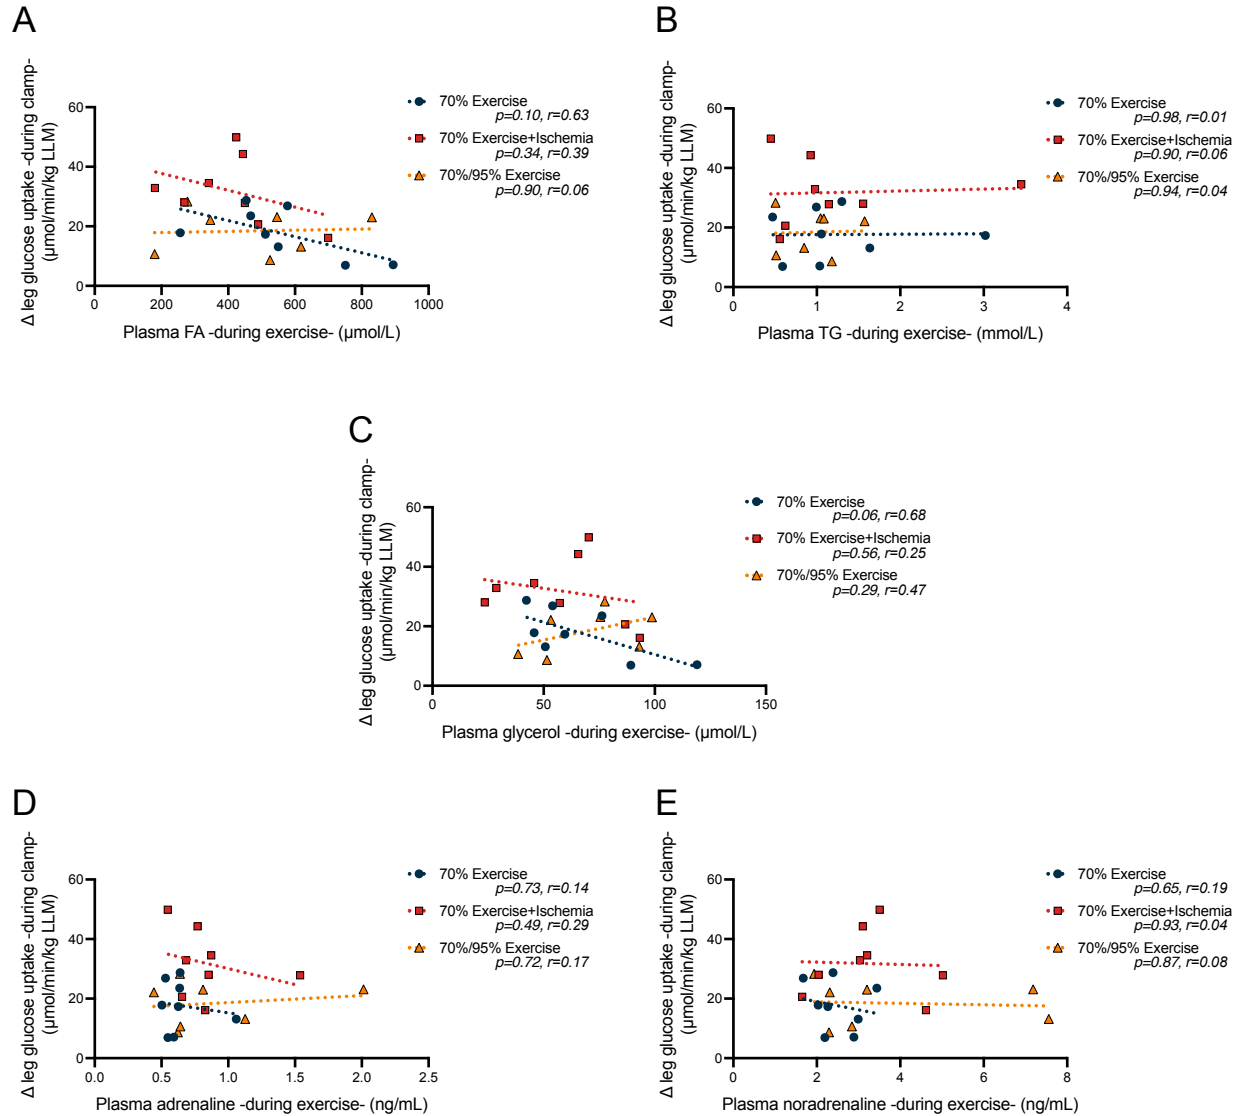 A
Δ leg glucose uptake -during clamp-
(µmol/min/kg LLM)
60
40
20
0
0
200
400
600
800
1000
Plasma FA -during exercise- (µmol/L)
70% Exercise
p=0.10, r=0.63
70% Exercise+Ischemia
p=0.34, r=0.39
70%/95% Exercise
p=0.90, r=0.06
B
Δ leg glucose uptake -during clamp-
(µmol/min/kg LLM)
60
40
20
0
0
1
2
3
4
Plasma TG -during exercise- (mmol/L)
70% Exercise
p=0.98, r=0.01
70% Exercise+Ischemia
p=0.90, r=0.06
70%/95% Exercise
p=0.94, r=0.04
C
Δ leg glucose uptake -during clamp-
(µmol/min/kg LLM)
60
40
20
0
0
50
100
150
Plasma glycerol -during exercise- (µmol/L)
70% Exercise
p=0.06, r=0.68
70% Exercise+Ischemia
p=0.56, r=0.25
70%/95% Exercise
p=0.29, r=0.47
D
Δ leg glucose uptake -during clamp-
(µmol/min/kg LLM)
60
40
20
0
0.0
0.5
1.0
1.5
2.0
2.5
Plasma adrenaline -during exercise- (ng/mL)
70% Exercise
p=0.73, r=0.14
70% Exercise+Ischemia
p=0.49, r=0.29
70%/95% Exercise
p=0.72, r=0.17
E
Δ leg glucose uptake -during clamp-
(µmol/min/kg LLM)
60
40
20
0
0
2
4
6
8
Plasma noradrenaline -during exercise- (ng/mL)
70% Exercise
p=0.65, r=0.19
70% Exercise+Ischemia
p=0.93, r=0.04
70%/95% Exercise
p=0.87, r=0.08